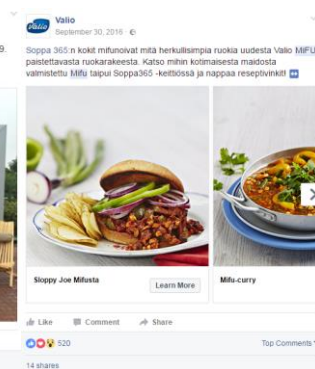 Valio
Valio
September 30, 2016 ·
9.
Soppa 365:n kokit mifunoivat mitä herkullisimpia ruokia uudesta Valio MiFU
paistettavasta ruokarakeesta. Katso mihin kotimaisesta maidosta
valmistettu Mifu taipui Soppa365 -keittiössä ja nappaa reseptivinkit!
Sloppy Joe Mifusta
Learn More
Mifu-curry
Like Comment Share
520
Top Comments
14 shares